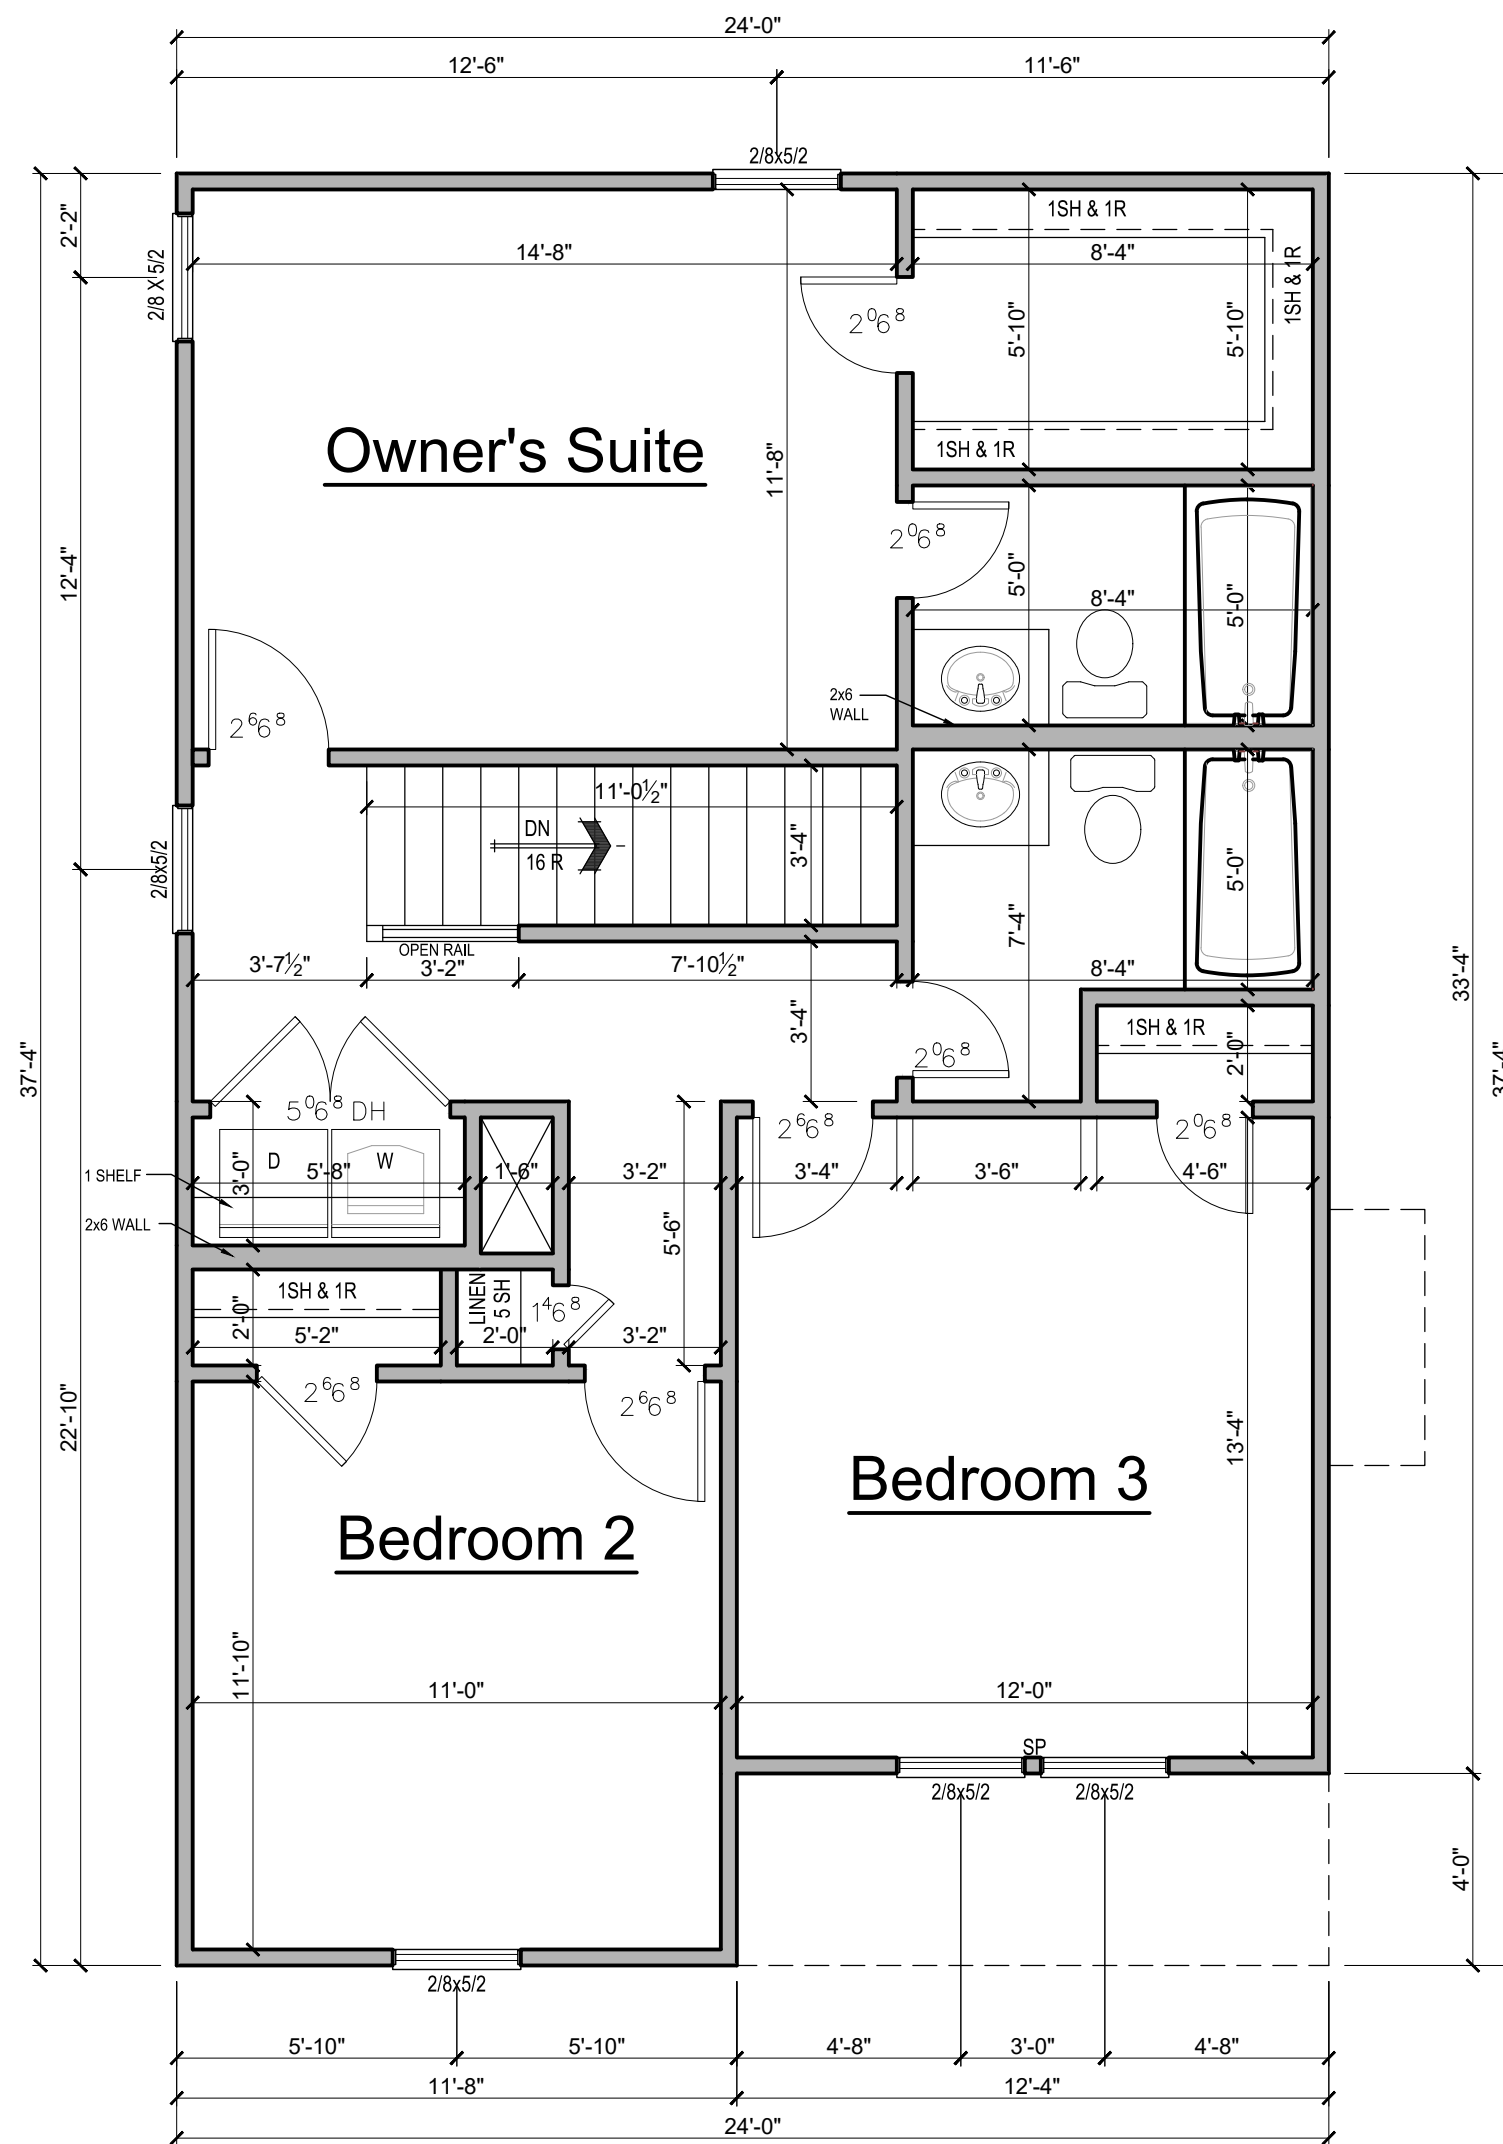 24'-0"
12'-6"
11'-6"
2/8x5/2
2'-2"
2/8 X 5/2
14'-8"
1SH & 1R
8'-4"
1SH & 1R
2⁰6⁸
5'-10"
5'-10"
Owner's Suite
11'-8"
1SH & 1R
2⁰6⁸
12'-4"
5'-0"
8'-4"
5'-0"
2x6
WALL
2⁶6⁸
11'-0½"
DN
16 R
3'-4"
2/8x5/2
5'-0"
7'-4"
OPEN RAIL
3'-7½"
3'-2"
7'-10½"
8'-4"
33'-4"
37'-4"
3'-4"
1SH & 1R
2'-0"
2⁰6⁸
37'-4"
5⁰6⁸ DH
2⁶6⁸
2⁰6⁸
1 SHELF
D
W
3'-0"
5'-8"
1'-6"
3'-2"
3'-4"
3'-6"
4'-6"
2x6 WALL
5'-6"
1SH & 1R
LINEN
5 SH
1⁴6⁸
2'-0"
5'-2"
2'-0"
3'-2"
2⁶6⁸
2⁶6⁸
22'-10"
13'-4"
Bedroom 3
Bedroom 2
11'-10"
11'-0"
12'-0"
SP
2/8x5/2
2/8x5/2
4'-0"
2/8x5/2
5'-10"
5'-10"
4'-8"
3'-0"
4'-8"
11'-8"
12'-4"
24'-0"